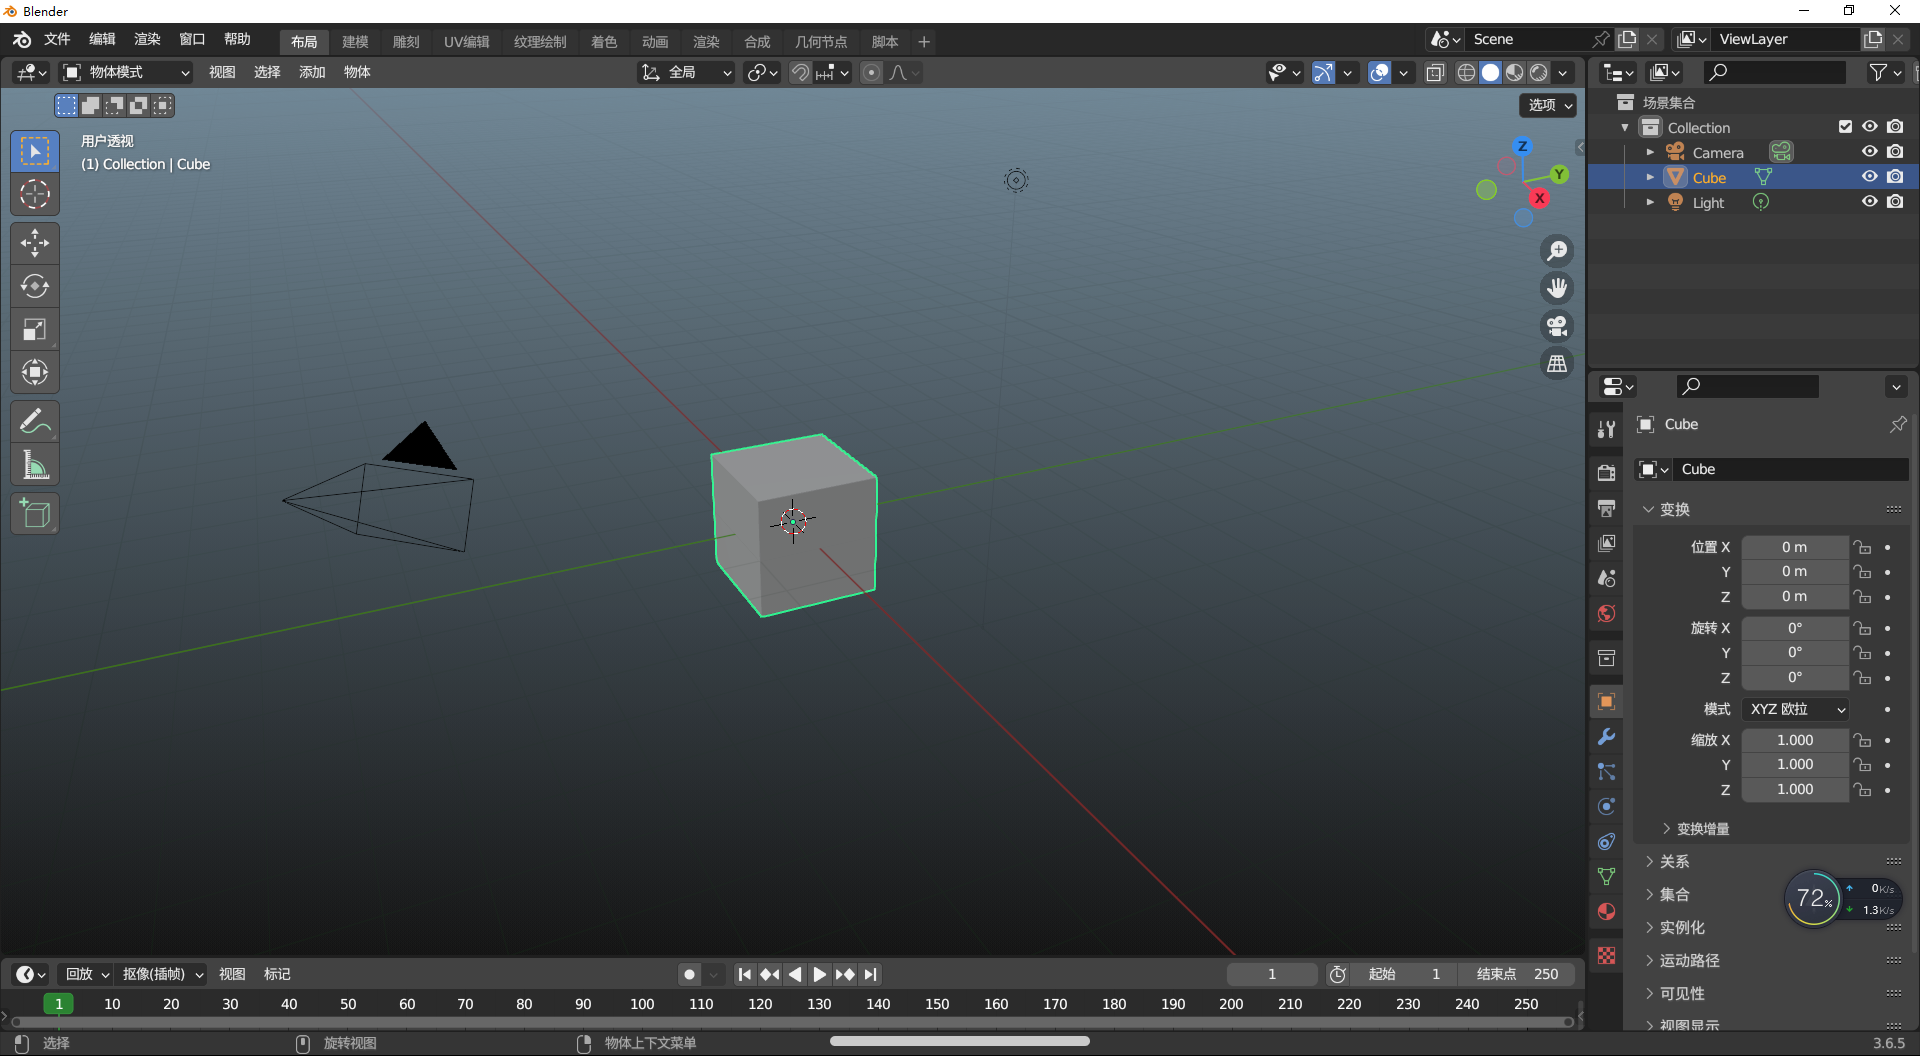 Blender
文件 编辑 渲染 窗口 帮助 布局 建模 雕刻 UV编辑 纹理绘制 着色 动画 渲染 合成 几何节点 脚本 + Scene ViewLayer
物体模式 视图 选择 添加 物体 全局
选项
用户透视
(1) Collection | Cube
Z
Y
X
场景集合
Collection
Camera
Cube
Light
Cube
Cube
变换
位置 X 0 m
Y 0 m
Z 0 m
旋转 X 0°
Y 0°
Z 0°
模式 XYZ 欧拉
缩放 X 1.000
Y 1.000
Z 1.000
变换增量
关系
集合
实例化
运动路径
可见性
视图显示
72%
0K/s
1.3K/s
回放 抠像(插帧) 视图 标记 1 起始 1 结束点 250
1 10 20 30 40 50 60 70 80 90 100 110 120 130 140 150 160 170 180 190 200 210 220 230 240 250
选择 旋转视图 物体上下文菜单 3.6.5